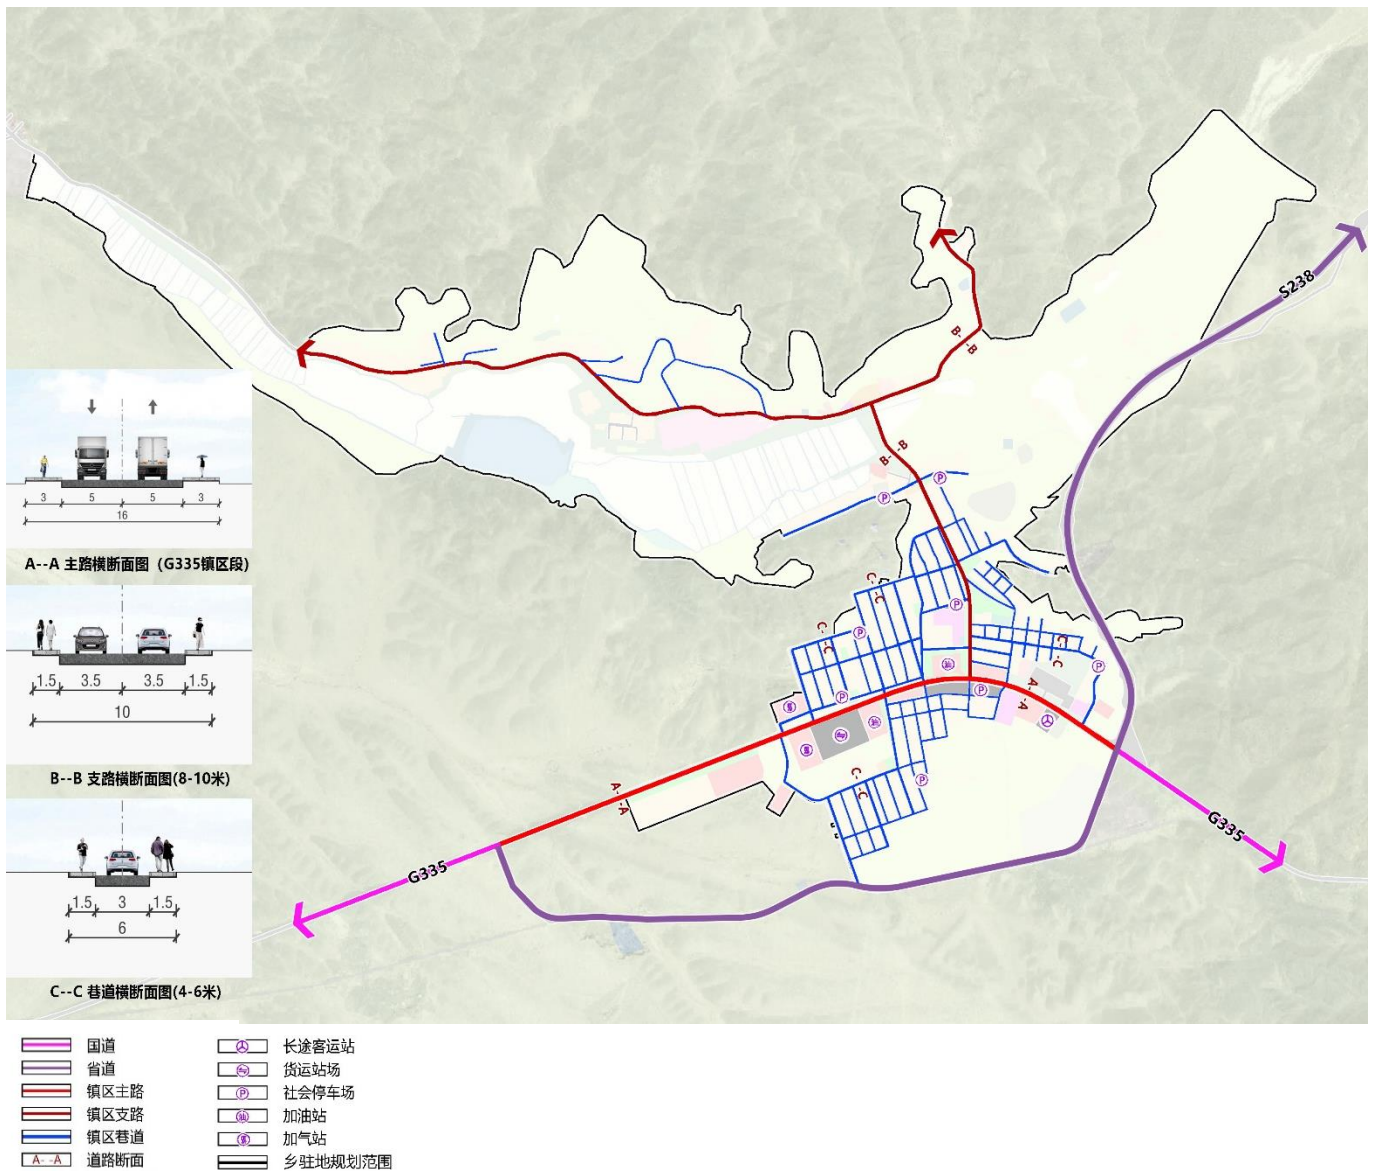 S238
B- -B
B- -B
P
P
C- -C
P
C- -C
P
C- -C
P
油
A- -A
P
P
气
油
气
C- -C
P
A- -A
G335
G335
3 5 5 3
16
A--A 主路横断面图（G335镇区段)
1.5 3.5 3.5 1.5
10
B--B 支路横断面图(8-10米)
1.5 3 1.5
6
C--C 巷道横断面图(4-6米)
国道
省道
镇区主路
镇区支路
镇区巷道
A- -A 道路断面
长途客运站
货运站场
P 社会停车场
油 加油站
加气站
乡驻地规划范围